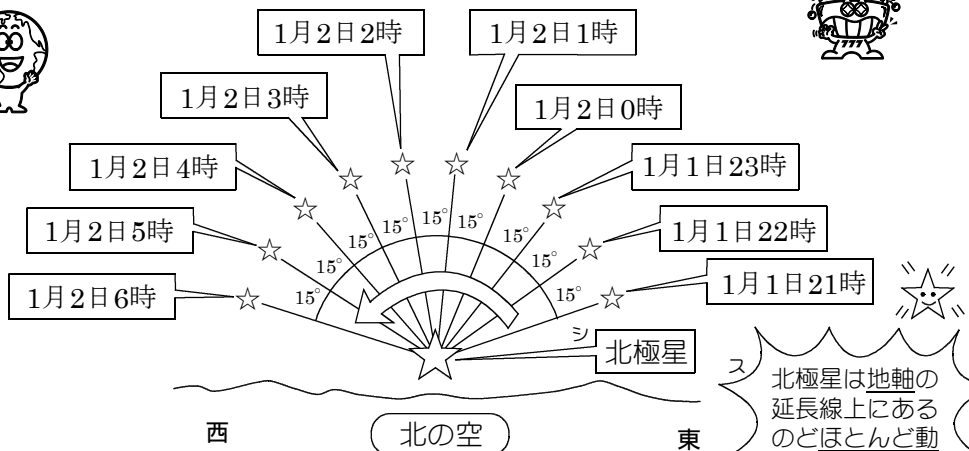 1月2日2時
1月2日1時
1月2日3時
1月2日0時
1月2日4時
1月1日23時
1月2日5時
1月1日22時
1月2日6時
1月1日21時
15°
15°
15°
15°
15°
15°
15°
15°
15°
シ
北極星
ス
北極星は地軸の
延長線上にある
のどほとんど動
西
北の空
東